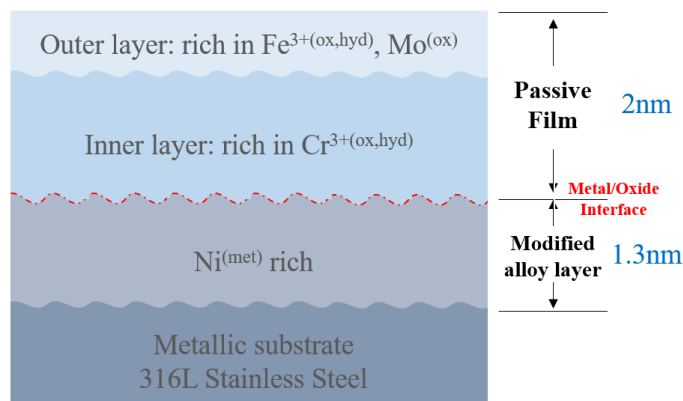 Outer layer: rich in Fe³⁺⁽ᵒˣ,ʰʸᵈ⁾, Mo⁽ᵒˣ⁾
Inner layer: rich in Cr³⁺⁽ᵒˣ,ʰʸᵈ⁾
Ni⁽ᵐᵉᵗ⁾ rich
Metallic substrate
316L Stainless Steel
Passive
Film
2nm
Metal/Oxide
Interface
Modified
alloy layer
1.3nm